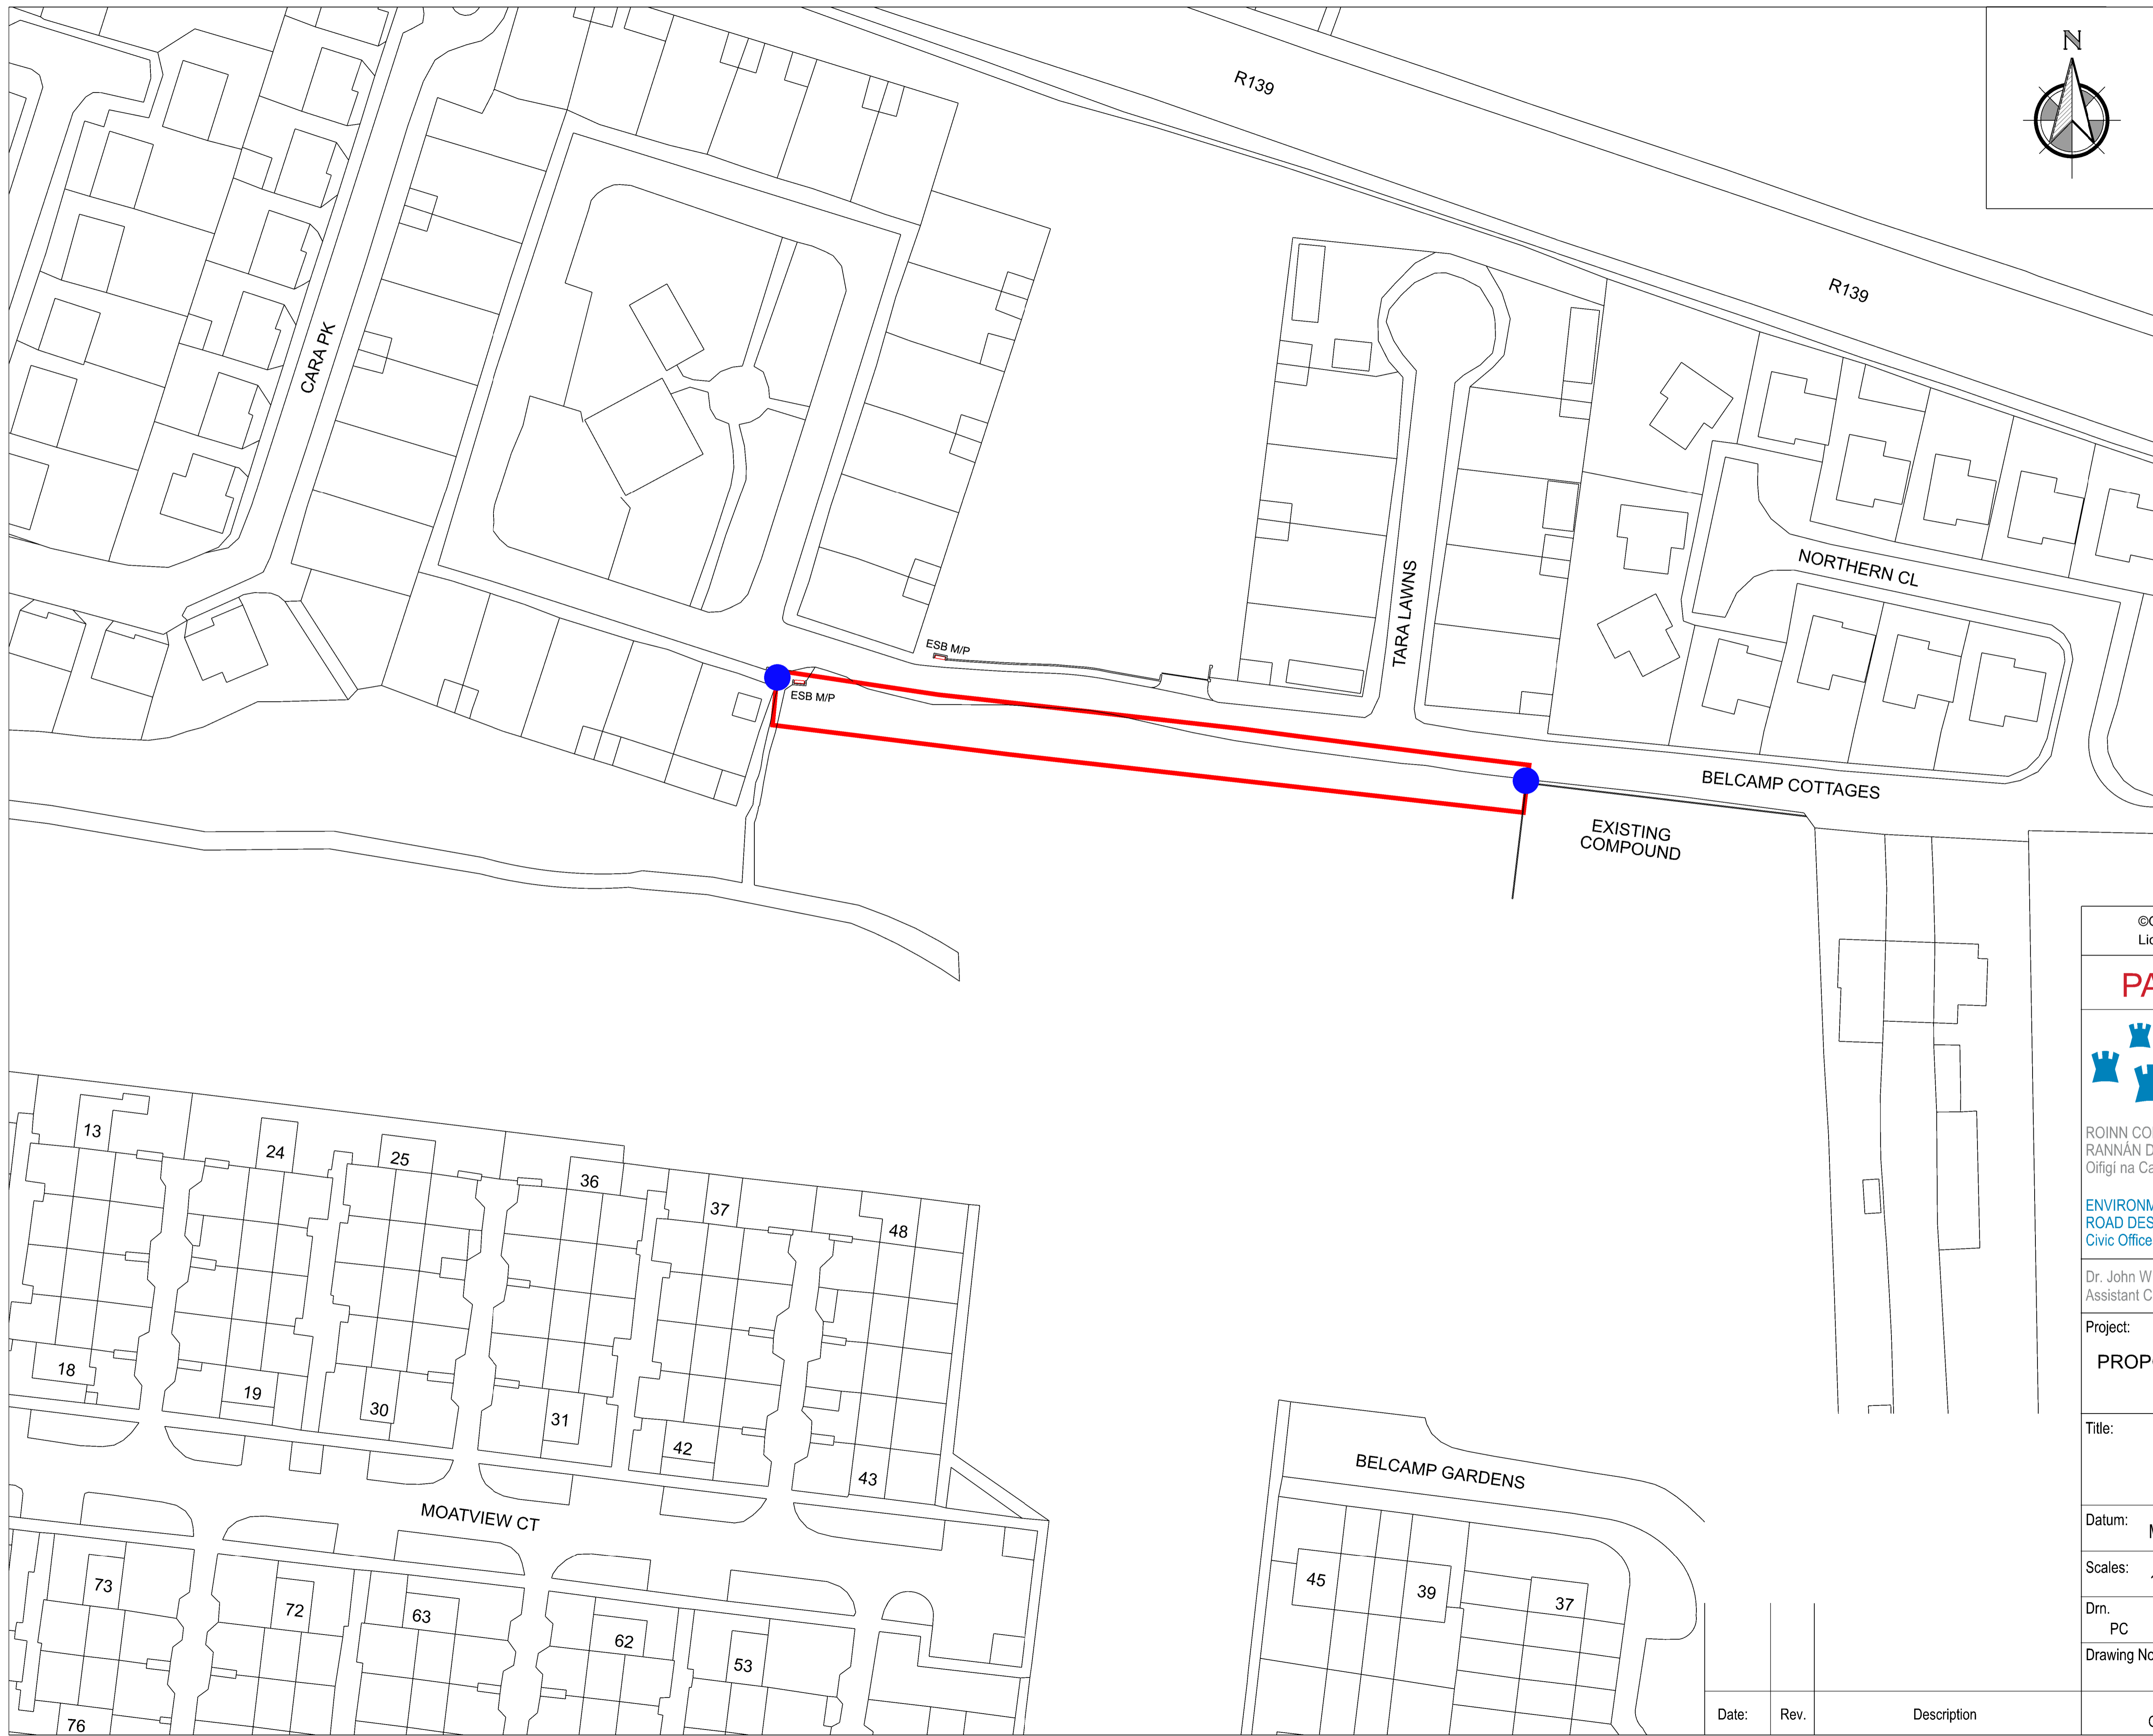 N
R139
R139
CARA PK
TARA LAWNS
NORTHERN CL
ESB M/P
ESB M/P
BELCAMP COTTAGES
EXISTING
COMPOUND
13
24
25
36
37
48
18
19
30
31
42
43
MOATVIEW CT
BELCAMP GARDENS
73
72
63
62
53
76
45
39
37
PA
ROINN CO
RANNÁN D
Oifigí na Ca
ENVIRONM
ROAD DES
Civic Office
Dr. John W
Assistant C
Project:
PROP
Title:
Datum:
Scales:
Drn.
PC
Drawing No
Date:
Rev.
Description